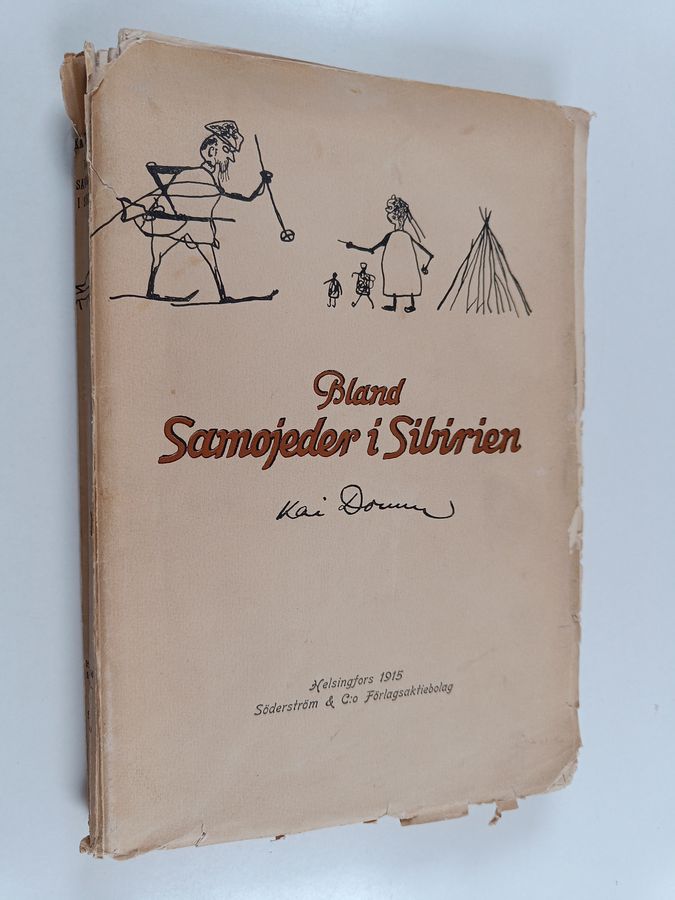 Bland
Samojeder i Sibirien
Kai Donner
Helsingfors 1915
Söderström & C:o Förlagsaktiebolag